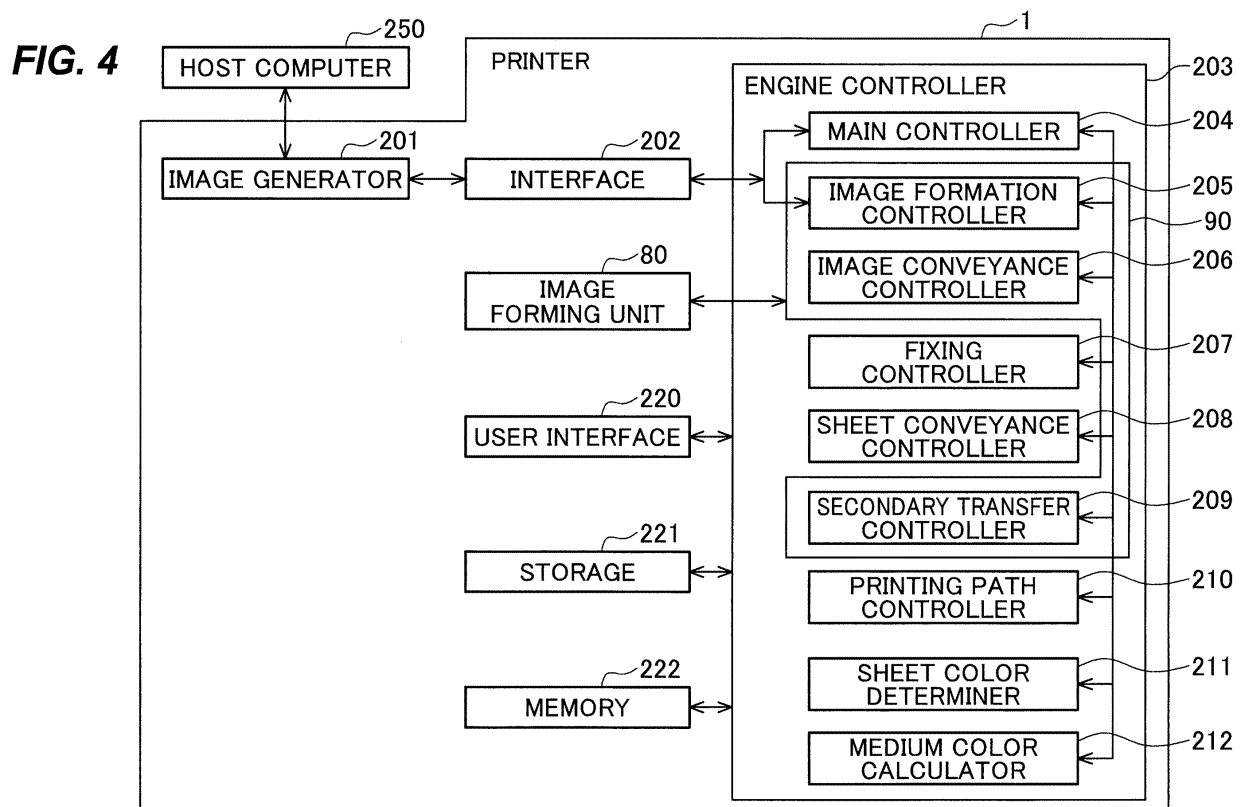 FIG. 4
250
HOST COMPUTER
1
PRINTER
203
ENGINE CONTROLLER
204
MAIN CONTROLLER
201
IMAGE GENERATOR
202
INTERFACE
205
IMAGE FORMATION
CONTROLLER
90
80
IMAGE
FORMING UNIT
206
IMAGE CONVEYANCE
CONTROLLER
207
FIXING
CONTROLLER
220
USER INTERFACE
208
SHEET CONVEYANCE
CONTROLLER
209
SECONDARY TRANSFER
CONTROLLER
221
STORAGE
210
PRINTING PATH
CONTROLLER
222
MEMORY
211
SHEET COLOR
DETERMINER
212
MEDIUM COLOR
CALCULATOR